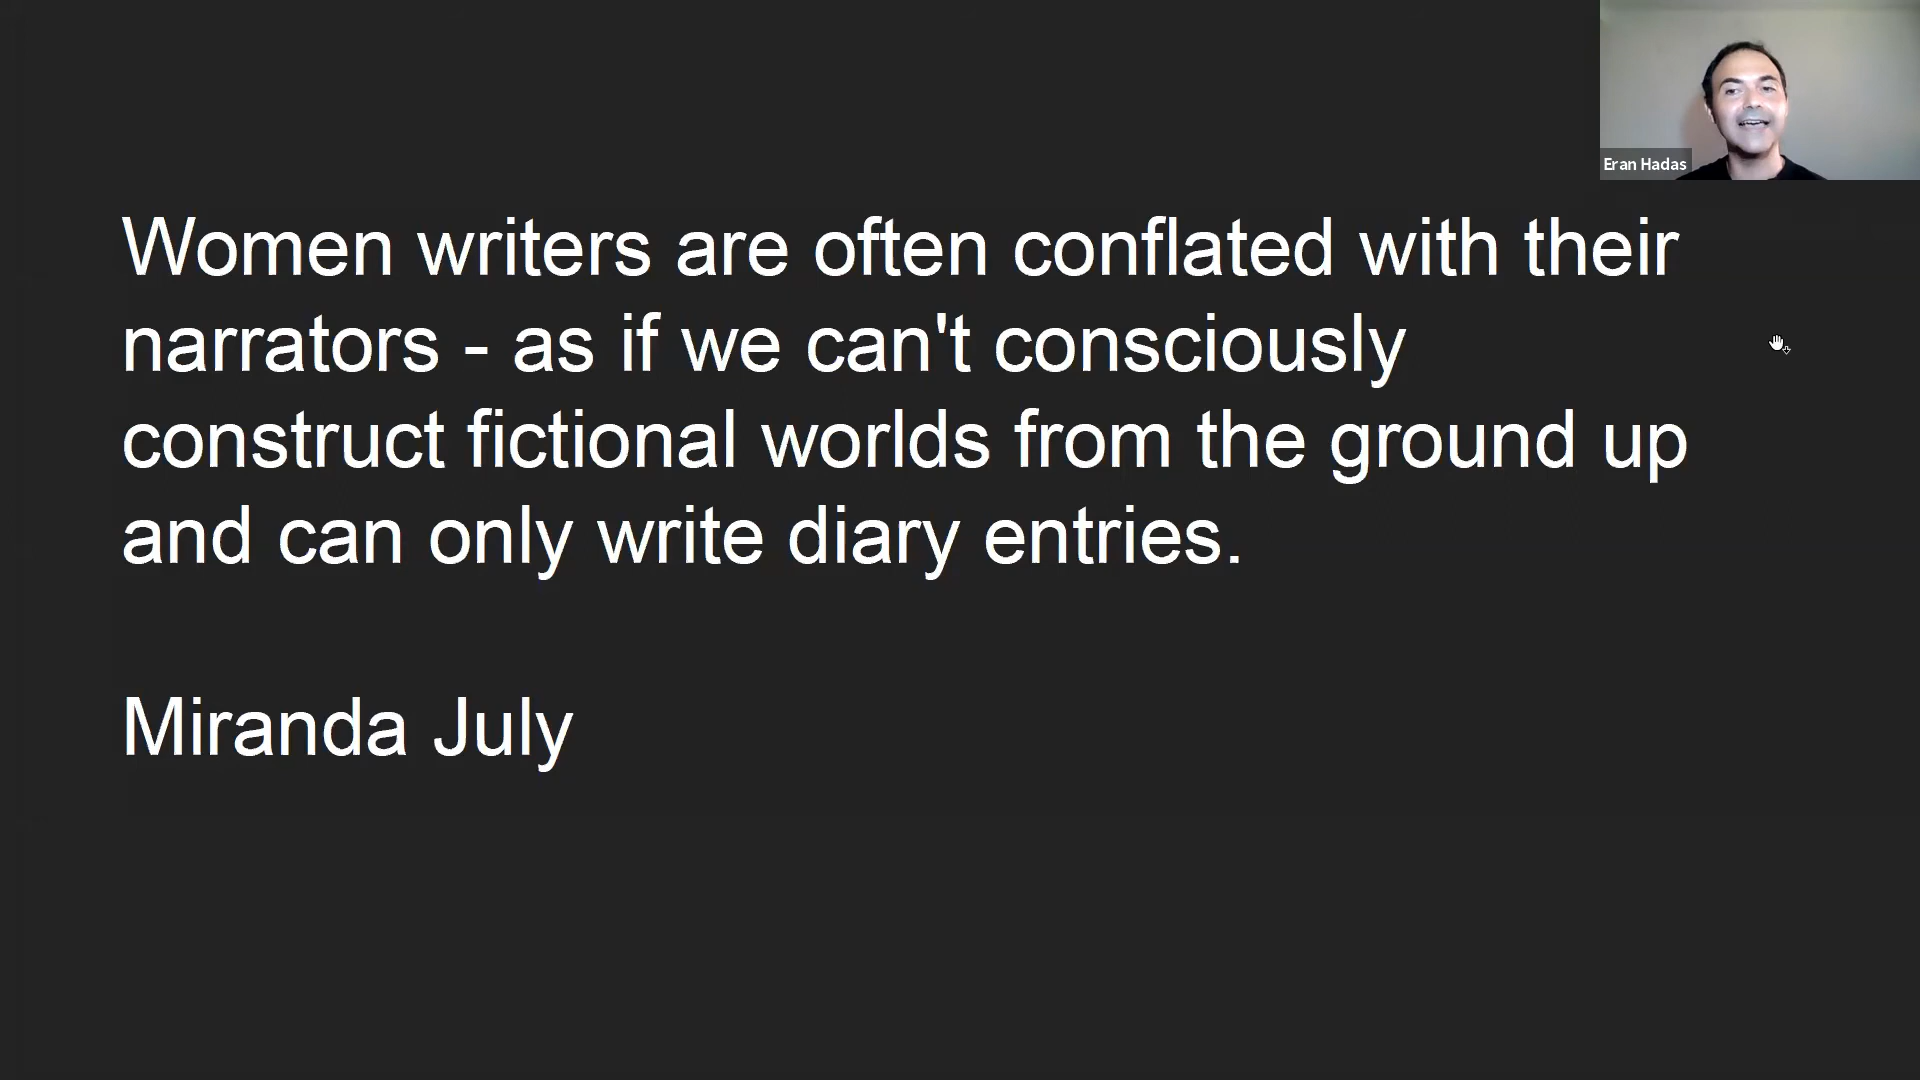 Eran Hadas
Women writers are often conflated with their
narrators - as if we can't consciously
construct fictional worlds from the ground up
and can only write diary entries.
Miranda July